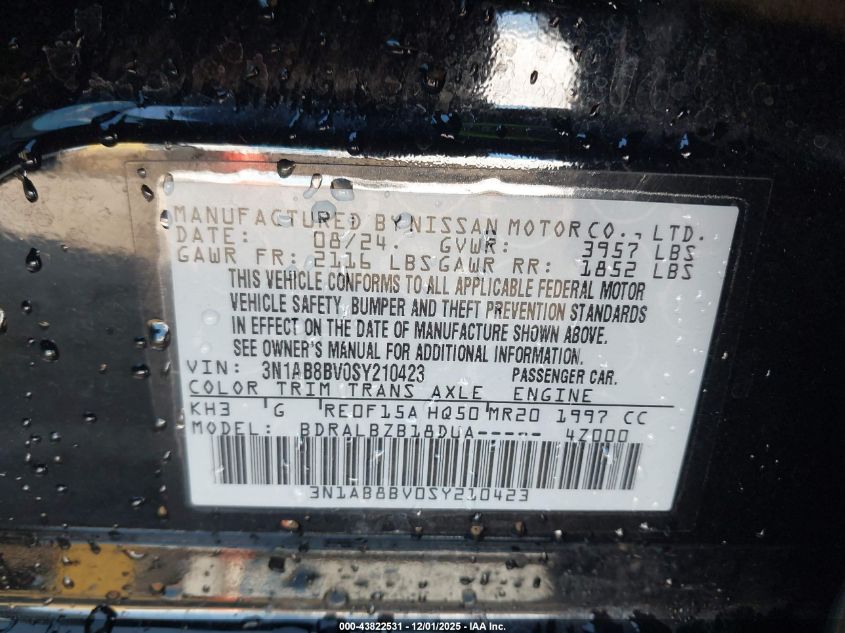 MANUFACTURED BY NISSAN MOTOR CO., LTD.
DATE: 08/24 GVWR: 3957 LBS
GAWR FR: 2116 LBS GAWR RR: 1852 LBS
THIS VEHICLE CONFORMS TO ALL APPLICABLE FEDERAL MOTOR
VEHICLE SAFETY, BUMPER AND THEFT PREVENTION STANDARDS
IN EFFECT ON THE DATE OF MANUFACTURE SHOWN ABOVE.
SEE OWNER'S MANUAL FOR ADDITIONAL INFORMATION.
VIN: 3N1AB8BV0SY210423 PASSENGER CAR.
COLOR TRIM TRANS AXLE ENGINE
KH3 G RE0F15A HQ50 MR20 1997 CC
MODEL: BDRALBZB18DUA----- 4Z000
3N1AB8BV0SY210423
000-43822531 - 12/01/2025 - IAA Inc.